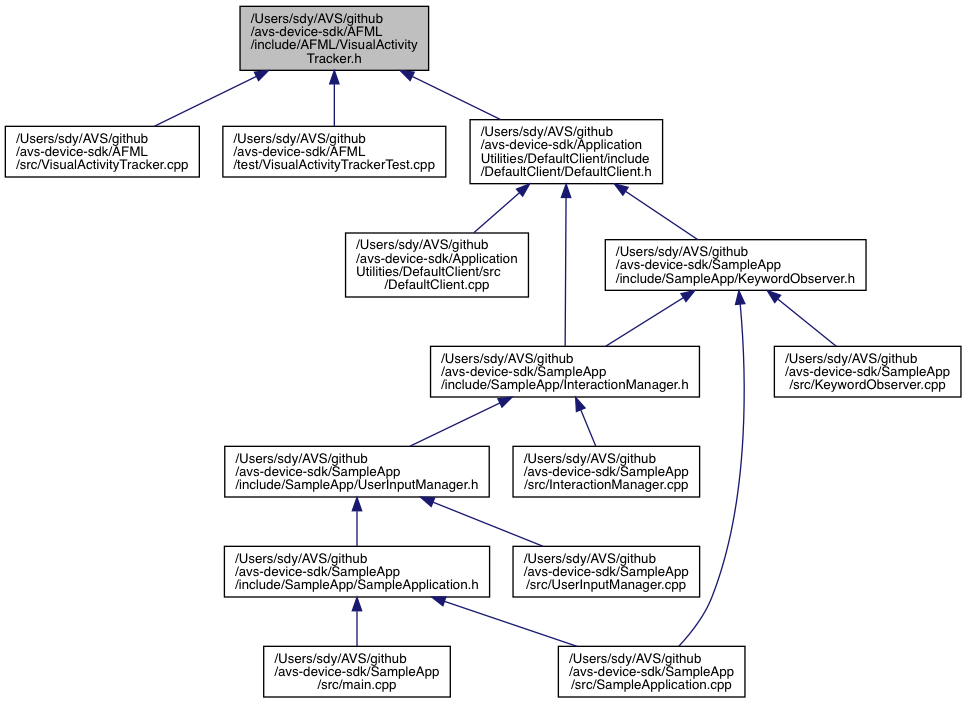 /Users/sdy/AVS/github
/avs-device-sdk/AFML
/include/AFML/VisualActivity
Tracker.h
/Users/sdy/AVS/github
/avs-device-sdk/AFML
/src/VisualActivityTracker.cpp
/Users/sdy/AVS/github
/avs-device-sdk/AFML
/test/VisualActivityTrackerTest.cpp
/Users/sdy/AVS/github
/avs-device-sdk/Application
Utilities/DefaultClient/include
/DefaultClient/DefaultClient.h
/Users/sdy/AVS/github
/avs-device-sdk/Application
Utilities/DefaultClient/src
/DefaultClient.cpp
/Users/sdy/AVS/github
/avs-device-sdk/SampleApp
/include/SampleApp/KeywordObserver.h
/Users/sdy/AVS/github
/avs-device-sdk/SampleApp
/include/SampleApp/InteractionManager.h
/Users/sdy/AVS/github
/avs-device-sdk/SampleApp
/src/KeywordObserver.cpp
/Users/sdy/AVS/github
/avs-device-sdk/SampleApp
/include/SampleApp/UserInputManager.h
/Users/sdy/AVS/github
/avs-device-sdk/SampleApp
/src/InteractionManager.cpp
/Users/sdy/AVS/github
/avs-device-sdk/SampleApp
/include/SampleApp/SampleApplication.h
/Users/sdy/AVS/github
/avs-device-sdk/SampleApp
/src/UserInputManager.cpp
/Users/sdy/AVS/github
/avs-device-sdk/SampleApp
/src/main.cpp
/Users/sdy/AVS/github
/avs-device-sdk/SampleApp
/src/SampleApplication.cpp